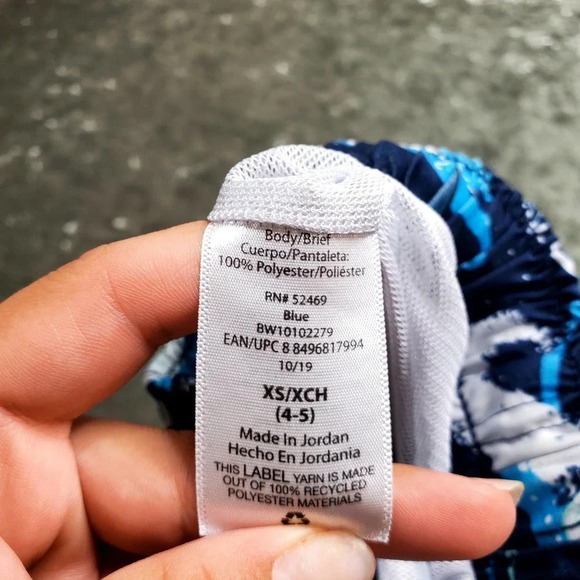 Body/Brief
Cuerpo/Pantaleta:
100% Polyester/Poliéster
RN# 52469
Blue
BW10102279
EAN/UPC 8 8496817994
10/19
XS/XCH
(4-5)
Made In Jordan
Hecho En Jordania
THIS LABEL YARN IS MADE
OUT OF 100% RECYCLED
POLYESTER MATERIALS